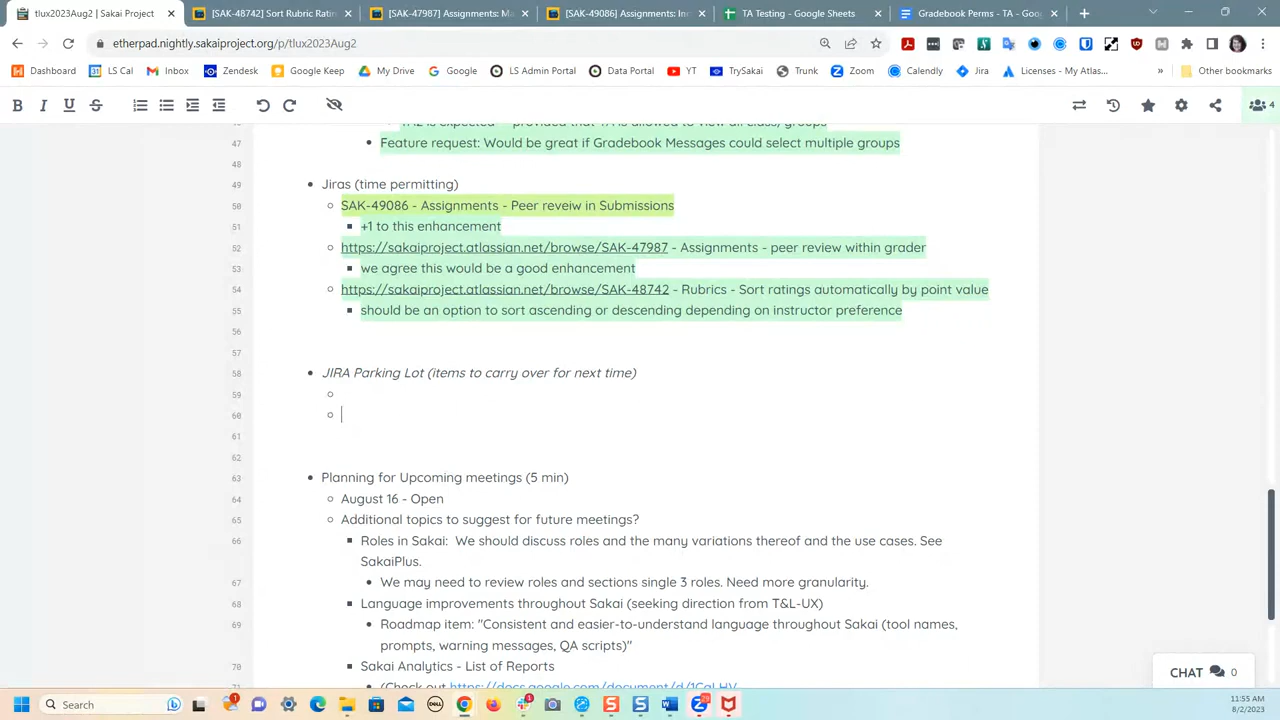 tlux2023Aug2 | Sakai Project
[SAK-48742] Sort Rubric Ratin
[SAK-47987] Assignments: Ma
[SAK-49086] Assignments: In
TA Testing - Google Sheets
Gradebook Perms - TA - Goog
etherpad.nightly.sakaiproject.org/p/tlux2023Aug2
Dashboard
LS Cal
Inbox
Zendesk
Google Keep
My Drive
Google
LS Admin Portal
Data Portal
YT
TrySakai
Trunk
Zoom
Calendly
Jira
Licenses - My Atlas...
»
Other bookmarks
4
47 Feature request: Would be great if Gradebook Messages could select multiple groups
48
49 Jiras (time permitting)
50 SAK-49086 - Assignments - Peer reveiw in Submissions
51 +1 to this enhancement
52 https://sakaiproject.atlassian.net/browse/SAK-47987 - Assignments - peer review within grader
53 we agree this would be a good enhancement
54 https://sakaiproject.atlassian.net/browse/SAK-48742 - Rubrics - Sort ratings automatically by point value
55 should be an option to sort ascending or descending depending on instructor preference
56
57
58 JIRA Parking Lot (items to carry over for next time)
59
60
61
62
63 Planning for Upcoming meetings (5 min)
64 August 16 - Open
65 Additional topics to suggest for future meetings?
66 Roles in Sakai: We should discuss roles and the many variations thereof and the use cases. See
SakaiPlus.
67 We may need to review roles and sections single 3 roles. Need more granularity.
68 Language improvements throughout Sakai (seeking direction from T&L-UX)
69 Roadmap item: "Consistent and easier-to-understand language throughout Sakai (tool names,
prompts, warning messages, QA scripts)"
70 Sakai Analytics - List of Reports
(Check out
CHAT 0
Search
11:55 AM
8/2/2023